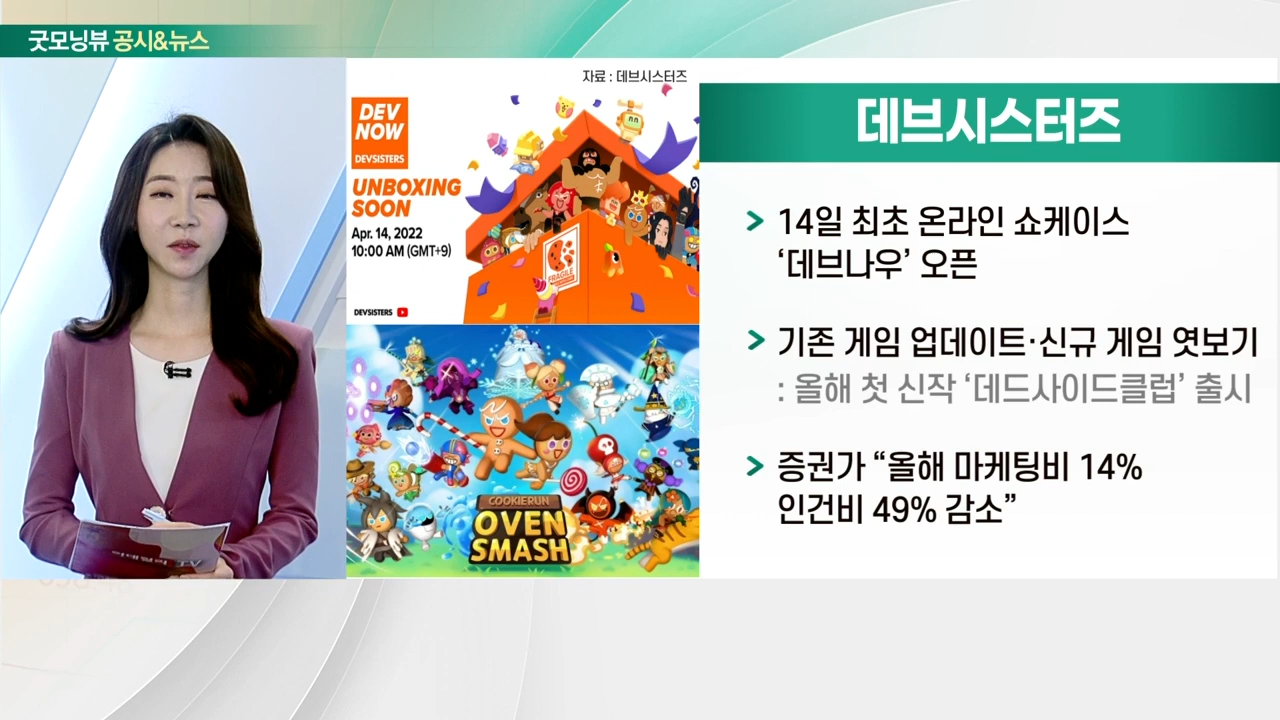 굿모닝뷰 공시&뉴스
자료 : 데브시스터즈
DEV
NOW
DEVSISTERS
UNBOXING
SOON
Apr. 14, 2022
10:00 AM (GMT+9)
FRAGILE
DEVSISTERS
COOKIERUN
OVEN
SMASH
데브시스터즈
14일 최초 온라인 쇼케이스
‘데브나우’ 오픈
기존 게임 업데이트·신규 게임 엿보기
: 올해 첫 신작 ‘데드사이드클럽’ 출시
증권가 “올해 마케팅비 14%
인건비 49% 감소”